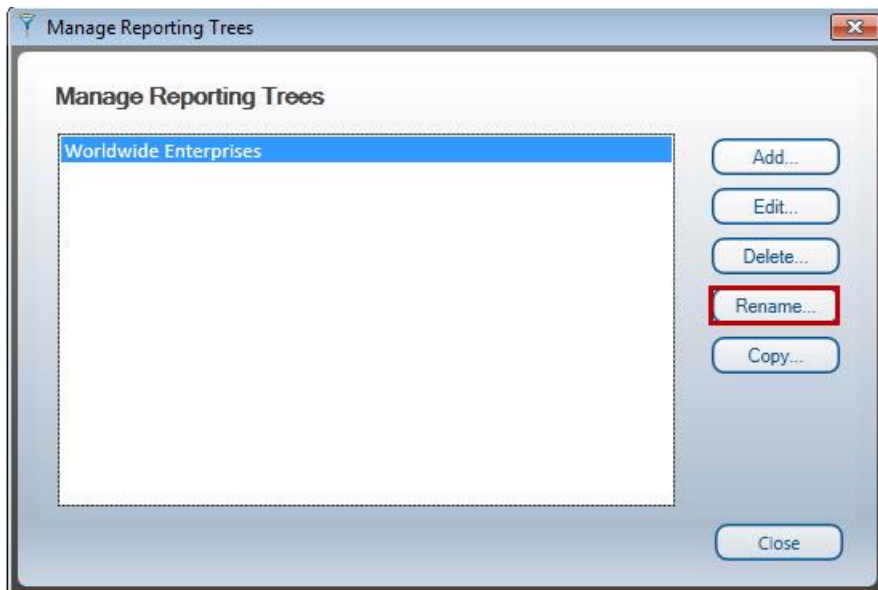 Manage Reporting Trees
Manage Reporting Trees
Worldwide Enterprises
Add...
Edit...
Delete...
Rename...
Copy...
Close